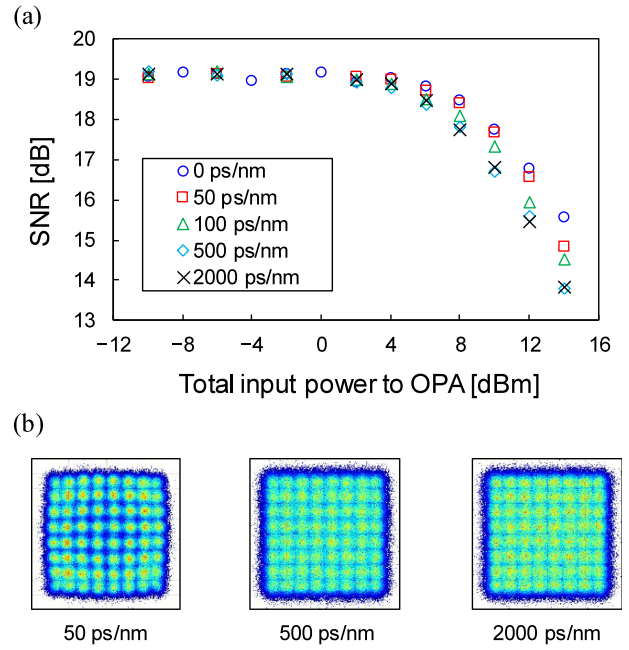 (a)
20
19
18
17
16
15
14
13
SNR [dB]
0 ps/nm
50 ps/nm
100 ps/nm
500 ps/nm
2000 ps/nm
−12 −8 −4 0 4 8 12 16
Total input power to OPA [dBm]
(b)
50 ps/nm 500 ps/nm 2000 ps/nm